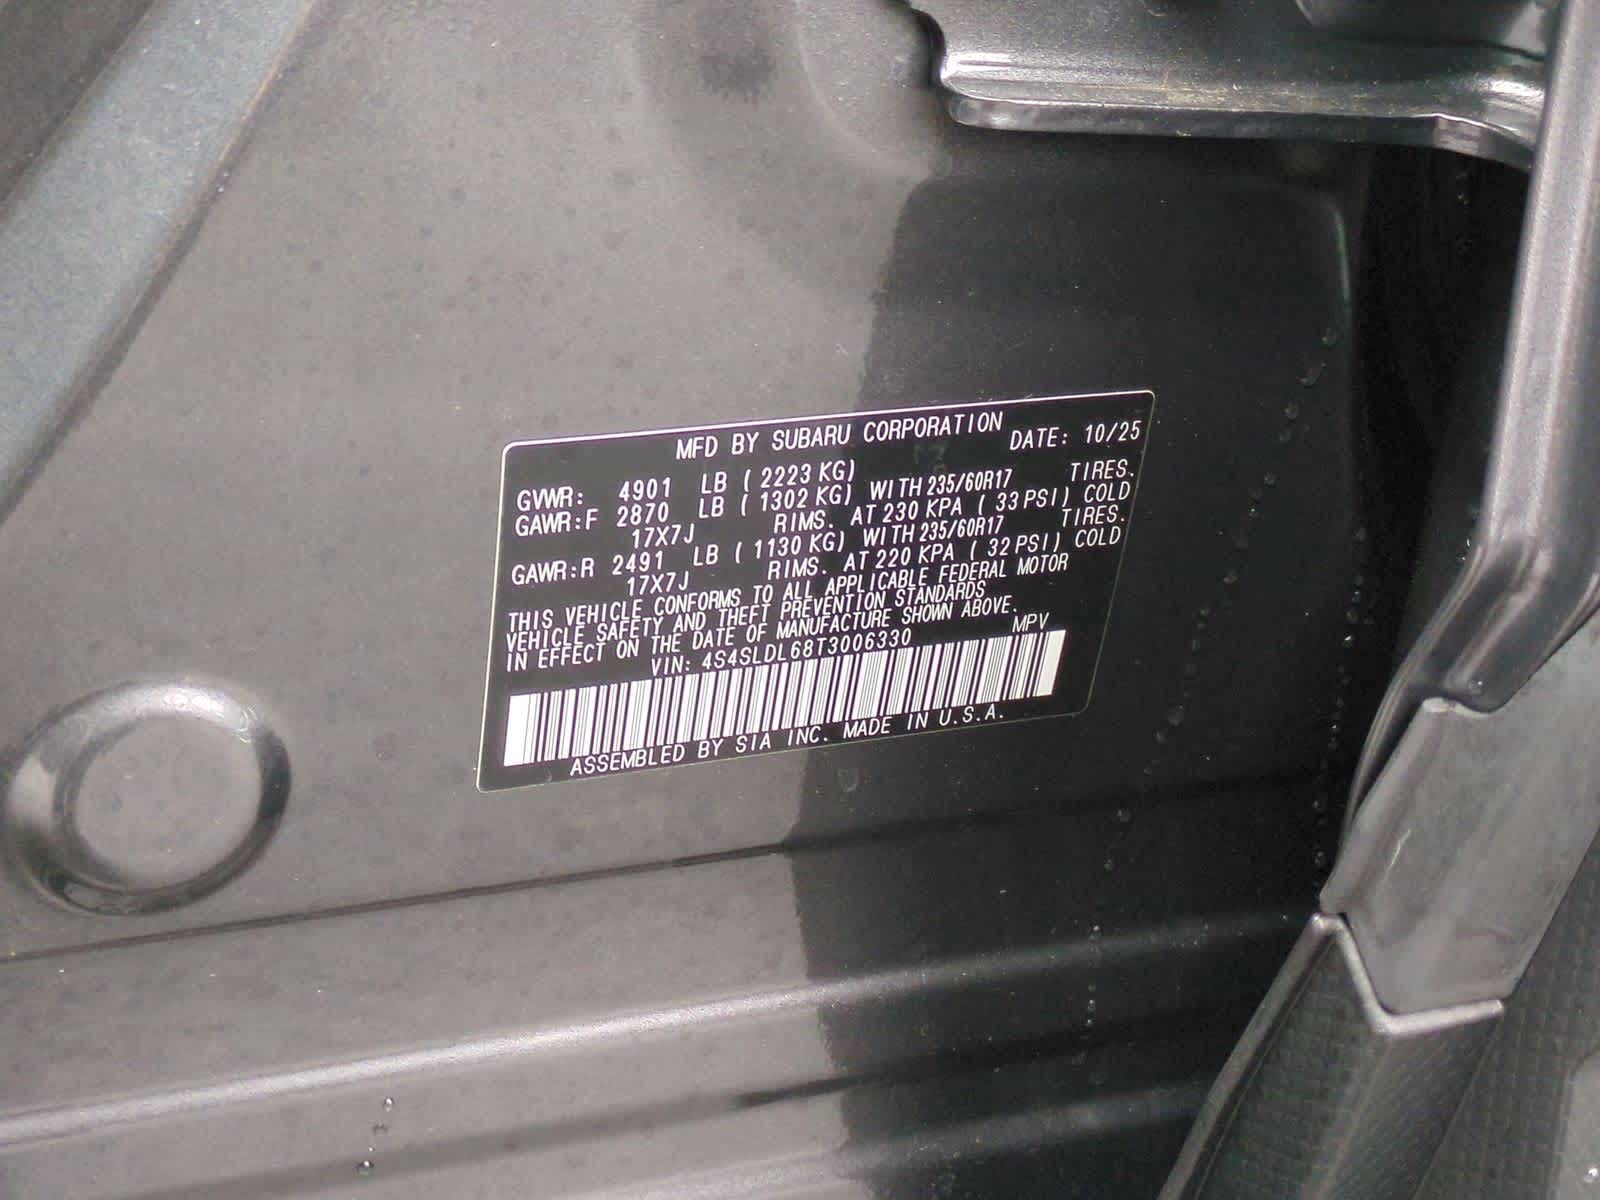 MFD BY SUBARU CORPORATION DATE: 10/25
GVWR: 4901 LB ( 2223 KG)
GAWR:F 2870 LB ( 1302 KG) WITH 235/60R17 TIRES.
17X7J RIMS. AT 230 KPA ( 33 PSI) COLD
GAWR:R 2491 LB ( 1130 KG) WITH 235/60R17 TIRES.
17X7J RIMS. AT 220 KPA ( 32 PSI) COLD
THIS VEHICLE CONFORMS TO ALL APPLICABLE FEDERAL MOTOR
VEHICLE SAFETY AND THEFT PREVENTION STANDARDS
IN EFFECT ON THE DATE OF MANUFACTURE SHOWN ABOVE.
VIN: 4S4SLDL68T3006330 MPV
ASSEMBLED BY SIA INC. MADE IN U.S.A.